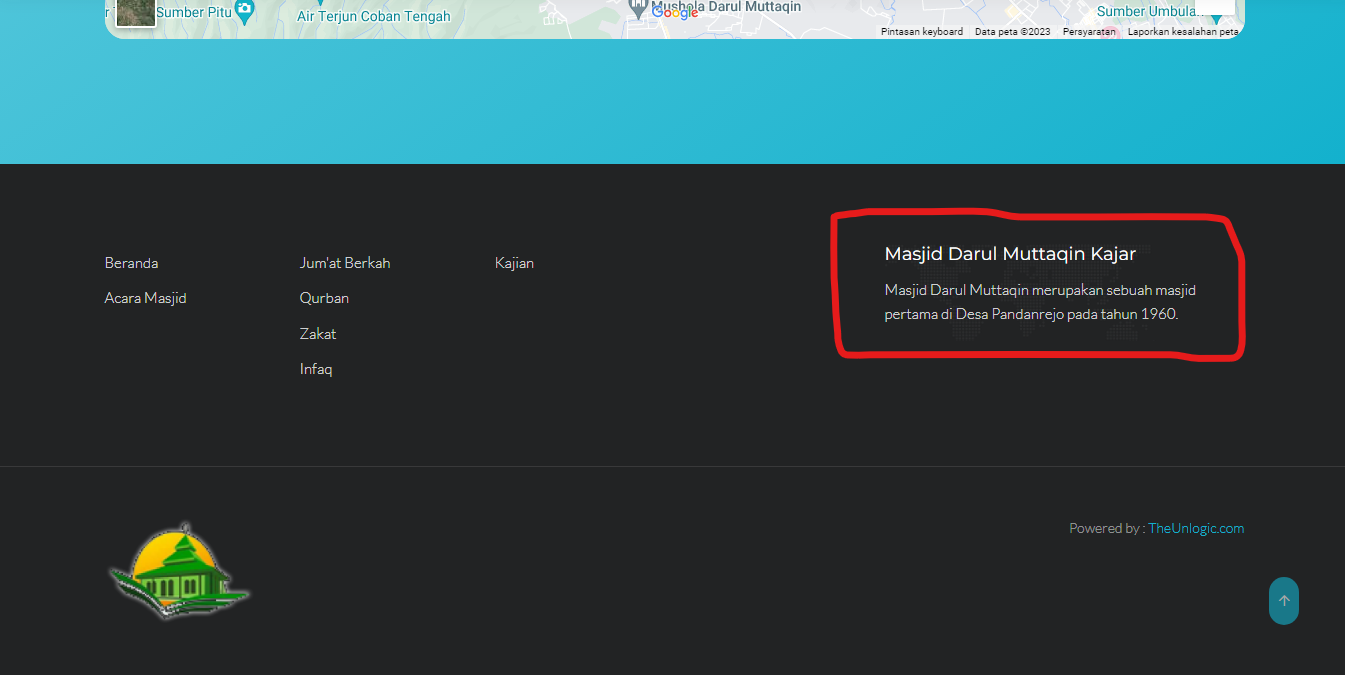 Sumber Pitu
Air Terjun Coban Tengah
Mushola Darul Muttaqin
Google
Sumber Umbula
Pintasan keyboard Data peta ©2023 Persyaratan Laporkan kesalahan peta
Beranda
Acara Masjid
Jum'at Berkah
Qurban
Zakat
Infaq
Kajian
Masjid Darul Muttaqin Kajar
Masjid Darul Muttaqin merupakan sebuah masjid
pertama di Desa Pandanrejo pada tahun 1960.
Powered by : TheUnlogic.com